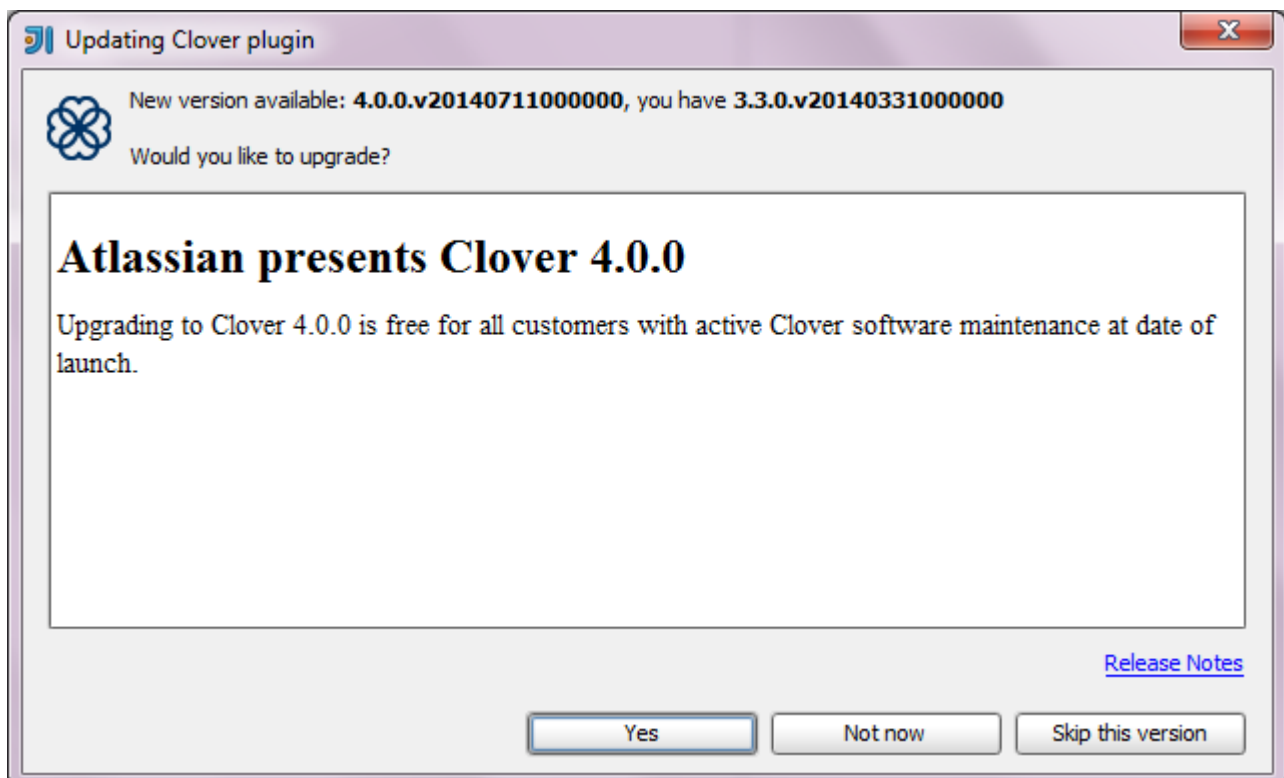 Updating Clover plugin
New version available: 4.0.0.v20140711000000, you have 3.3.0.v20140331000000
Would you like to upgrade?
Atlassian presents Clover 4.0.0
Upgrading to Clover 4.0.0 is free for all customers with active Clover software maintenance at date of
launch.
Release Notes
Yes Not now Skip this version